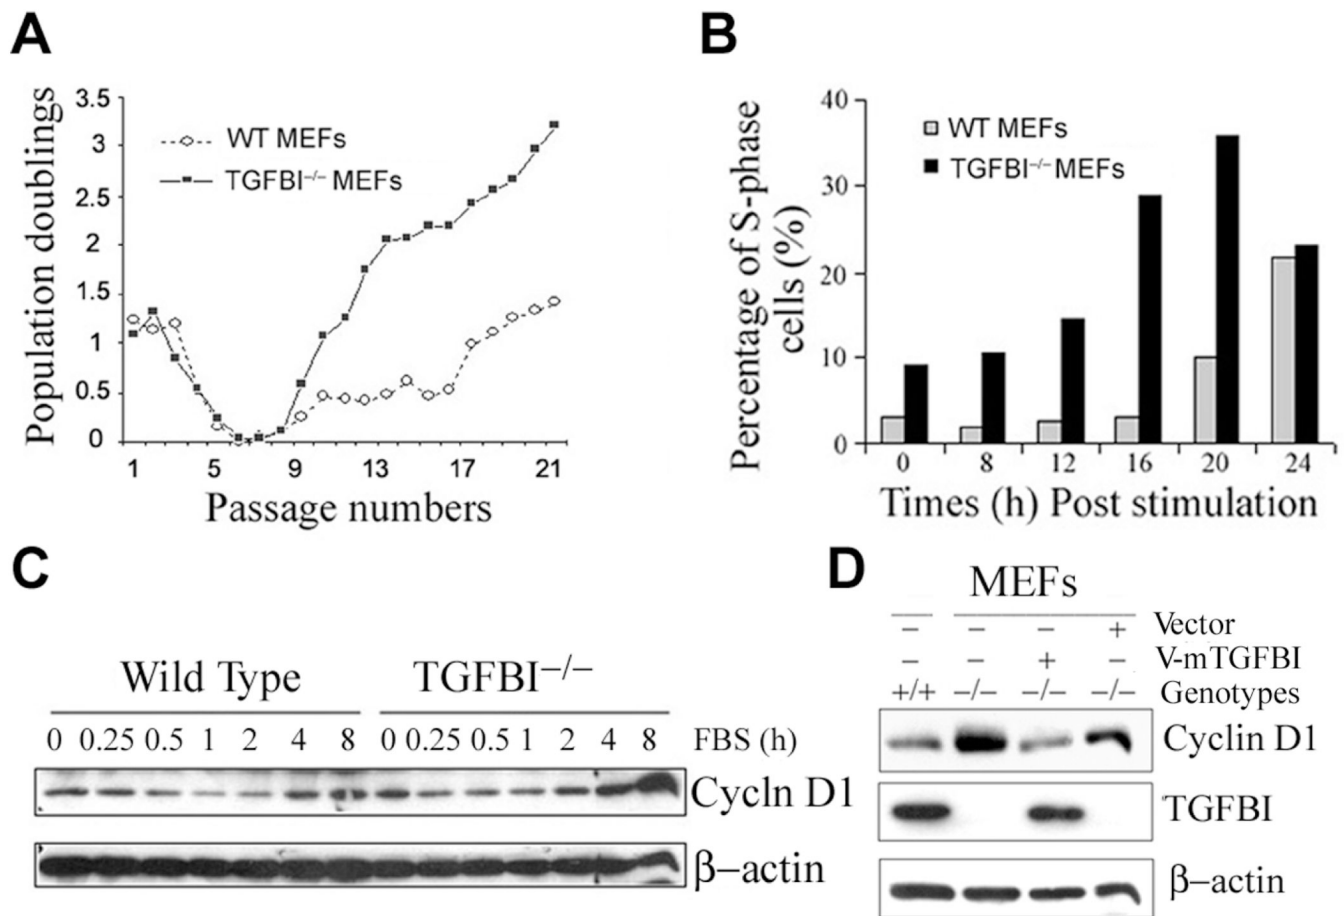 A
Population doublings
3.5
3
2.5
2
1.5
1
0.5
0
WT MEFs
TGFBI–/– MEFs
1 5 9 13 17 21
Passage numbers
B
Percentage of S-phase
cells (%)
40
30
20
10
0
WT MEFs
TGFBI–/– MEFs
0 8 12 16 20 24
Times (h) Post stimulation
C
Wild Type TGFBI–/–
0 0.25 0.5 1 2 4 8 0 0.25 0.5 1 2 4 8 FBS (h)
Cycln D1
β–actin
D
MEFs
– – – + Vector
– – + – V-mTGFBI
+/+ –/– –/– –/– Genotypes
Cyclin D1
TGFBI
β–actin